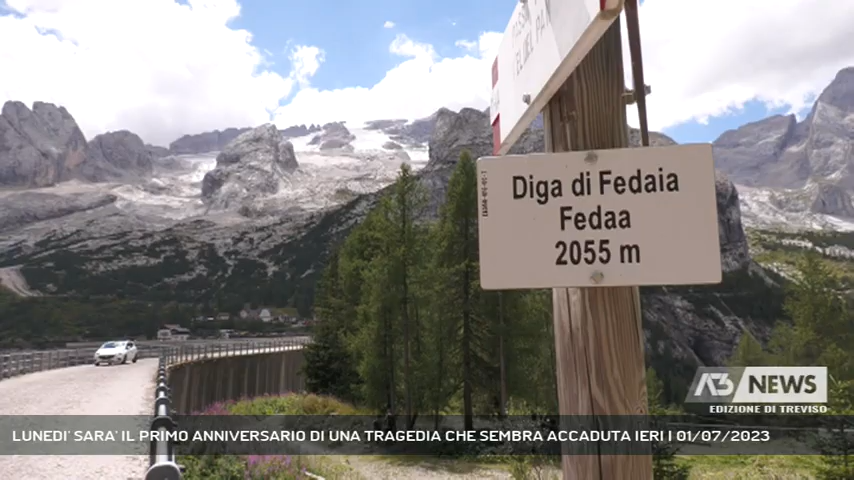 Diga di Fedaia
Fedaa
2055 m
A3 NEWS
EDIZIONE DI TREVISO
LUNEDI' SARA' IL PRIMO ANNIVERSARIO DI UNA TRAGEDIA CHE SEMBRA ACCADUTA IERI | 01/07/2023